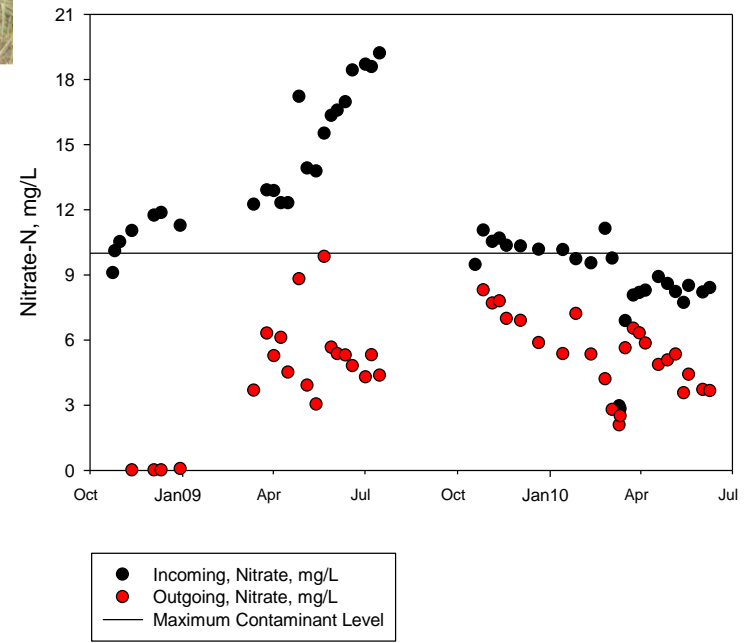 21
18
15
12
9
6
3
0
Nitrate-N, mg/L
Oct Jan09 Apr Jul Oct Jan10 Apr Jul
Incoming, Nitrate, mg/L
Outgoing, Nitrate, mg/L
Maximum Contaminant Level